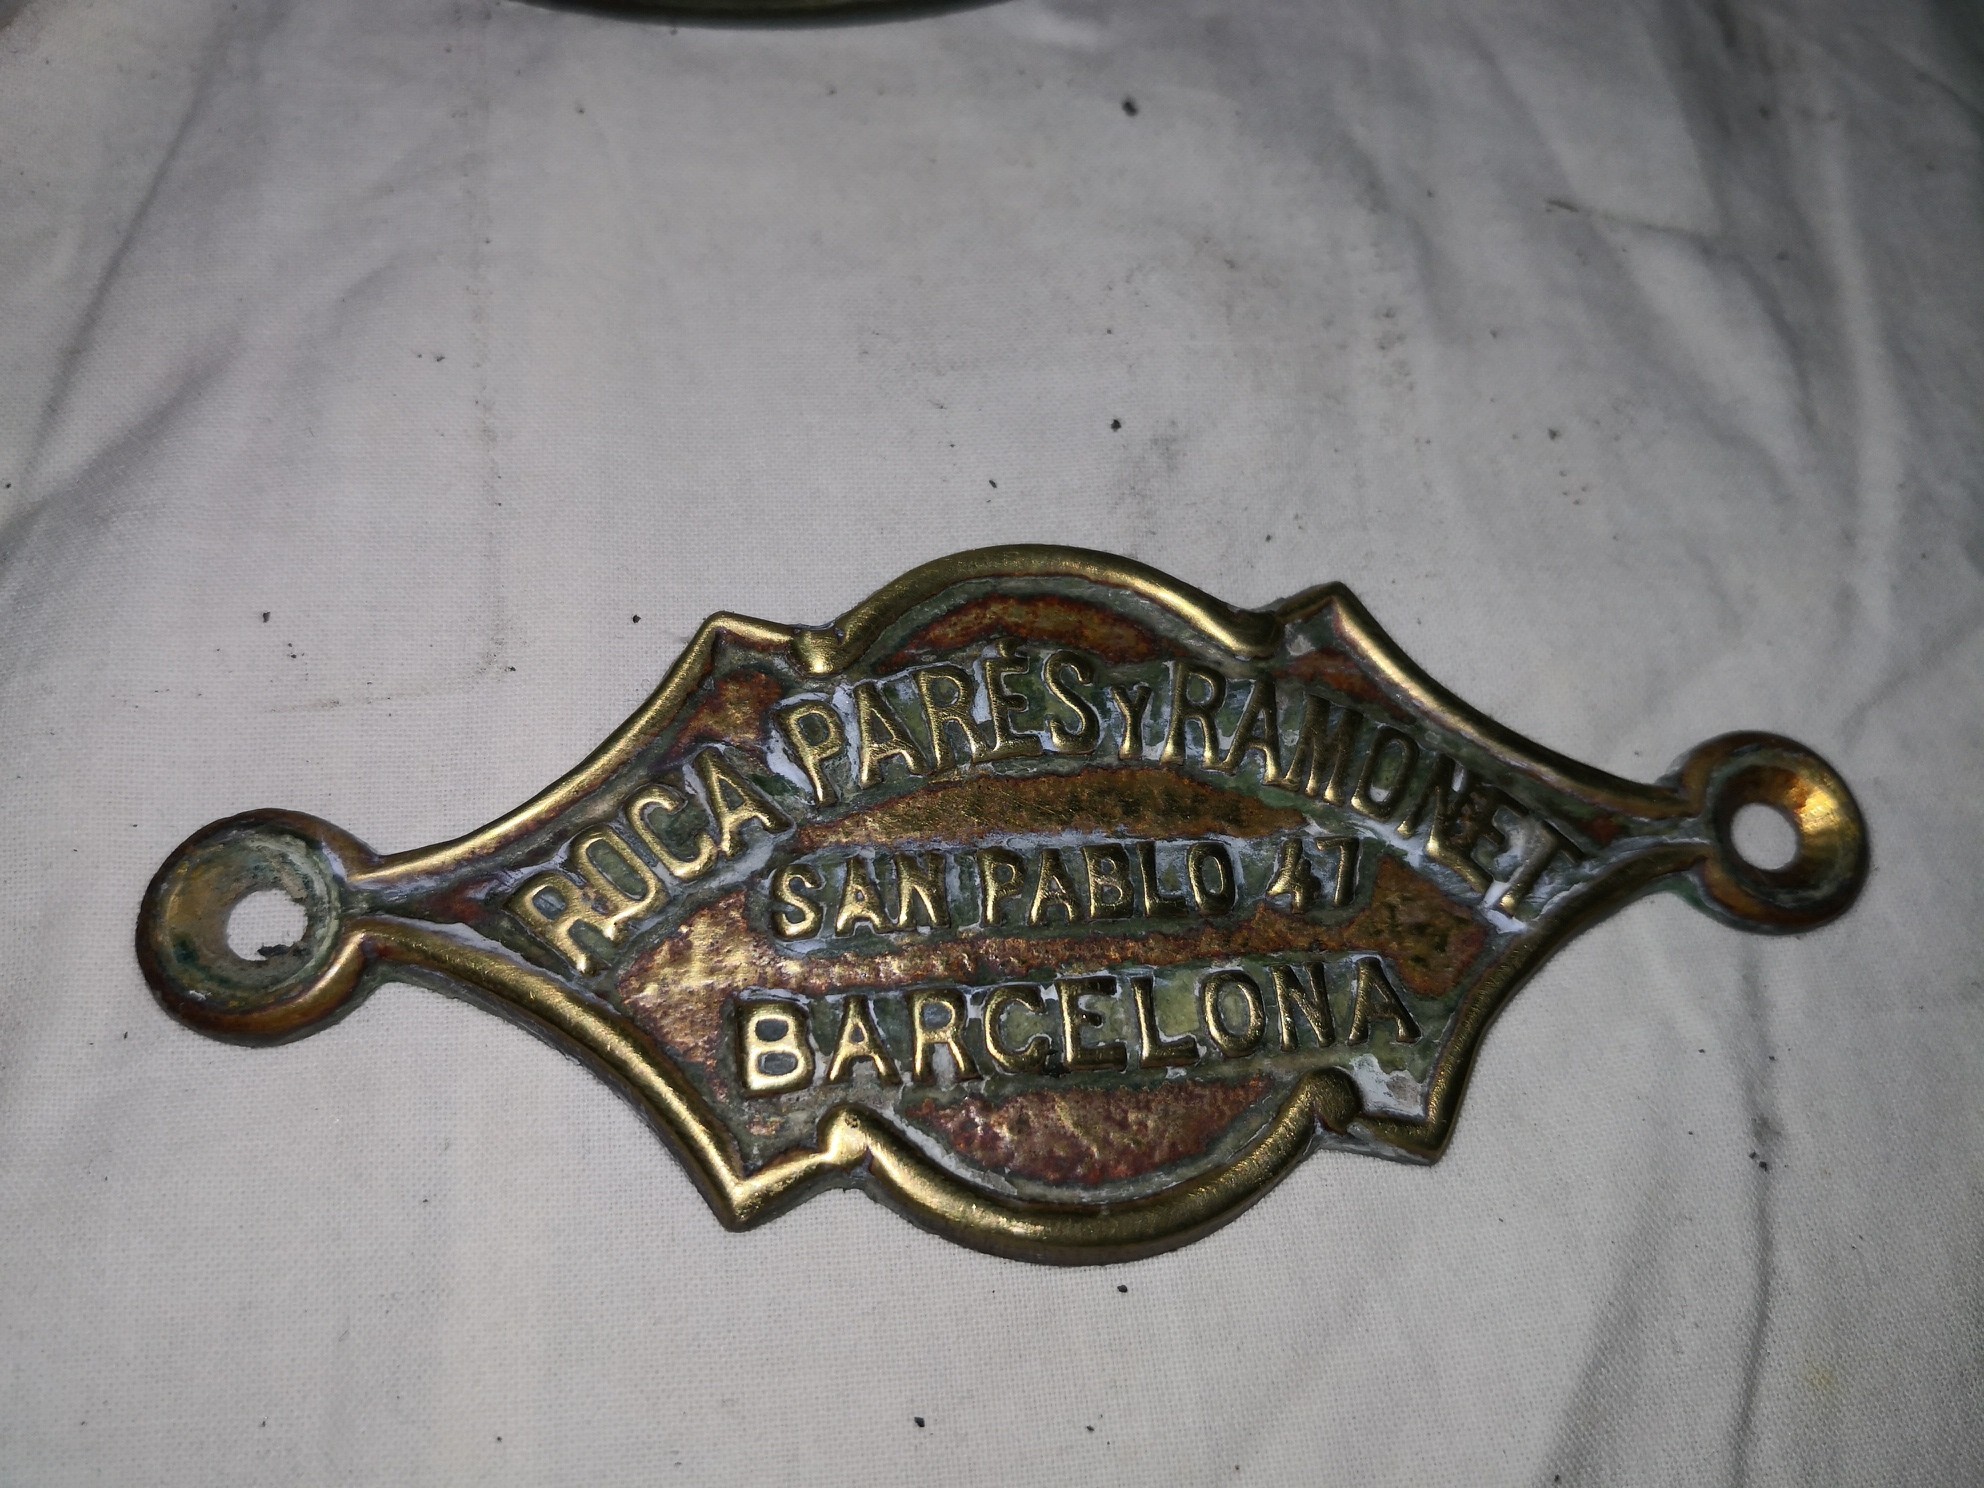 ROCA PARÉS Y RAMONET
SAN PABLO 47
BARCELONA